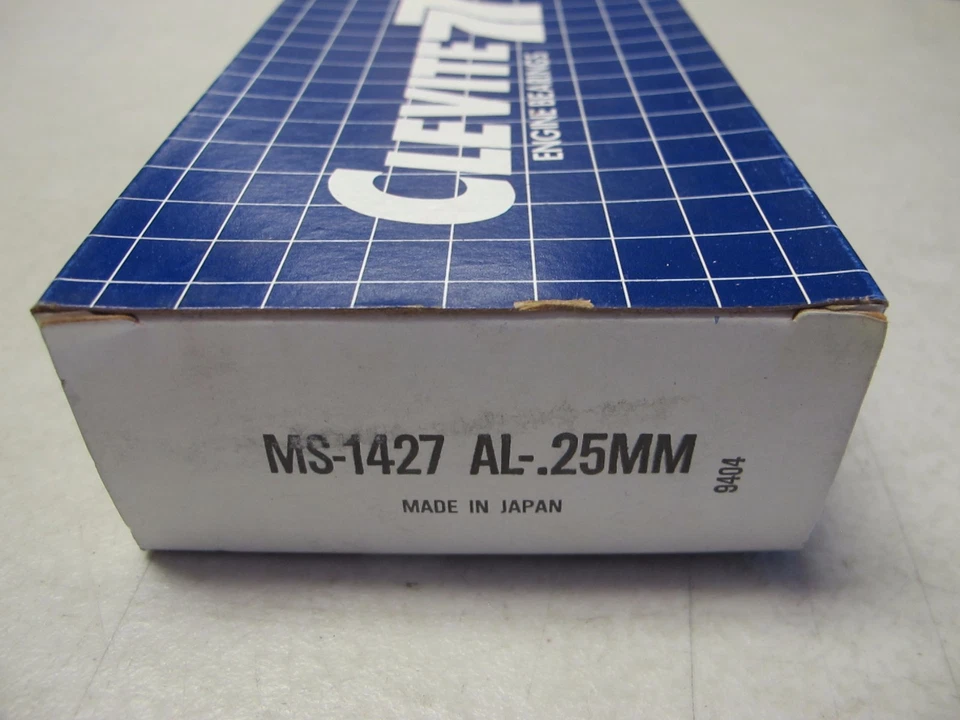 CLEVITE 77
ENGINE BEARINGS
MS-1427 AL-.25MM
9404
MADE IN JAPAN